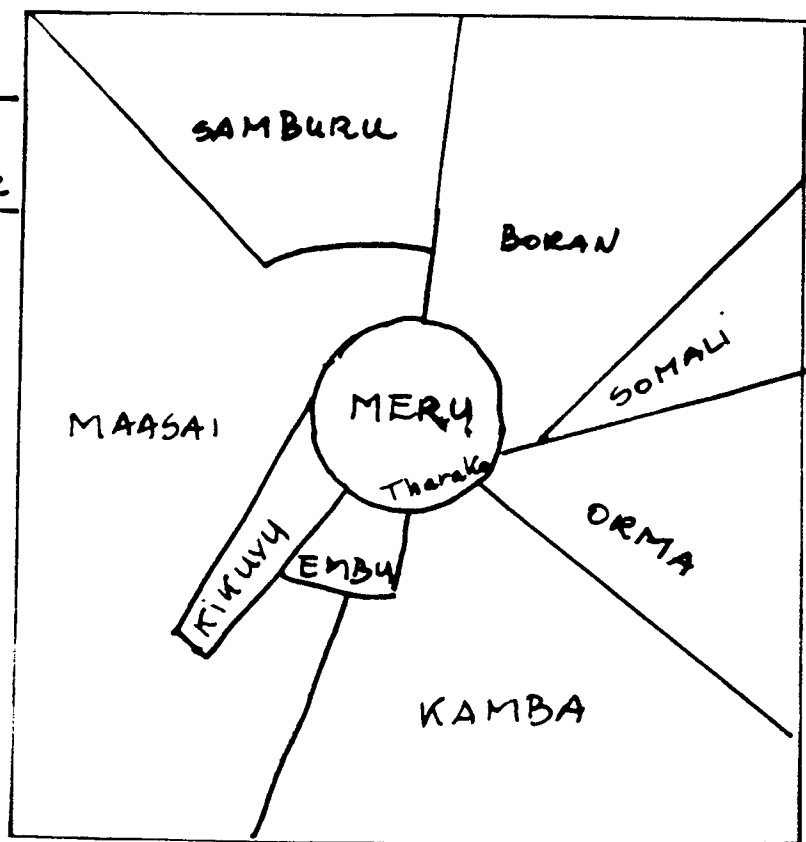 SAMBURU
BORAN
SOMALI
MERU
MAASAI
Tharaka
ORMA
KIKUYU
EMBU
KAMBA